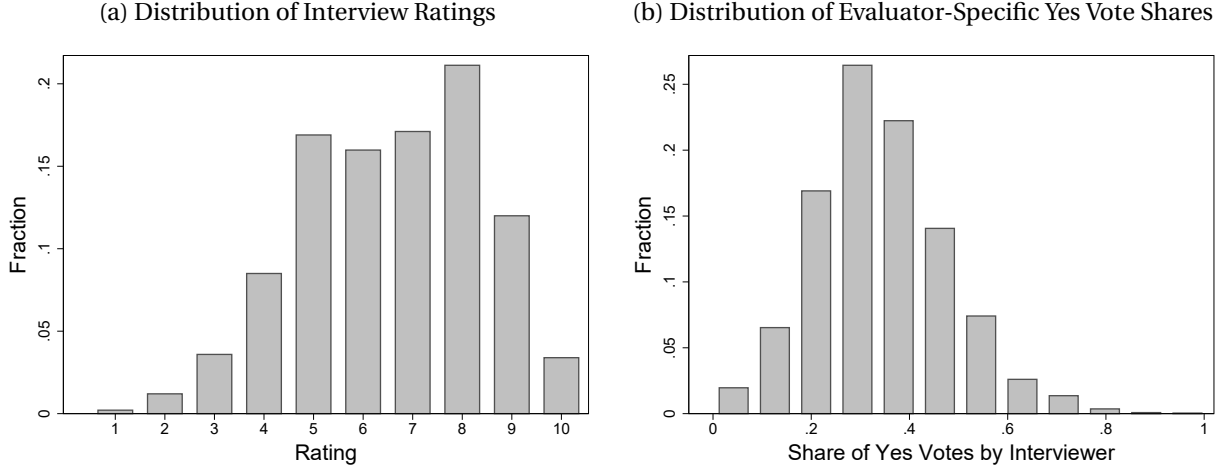 (a) Distribution of Interview Ratings
.2
.15
.1
.05
0
Fraction
1 2 3 4 5 6 7 8 9 10
Rating
(b) Distribution of Evaluator-Specific Yes Vote Shares
.25
.2
.15
.1
.05
0
Fraction
0 .2 .4 .6 .8 1
Share of Yes Votes by Interviewer